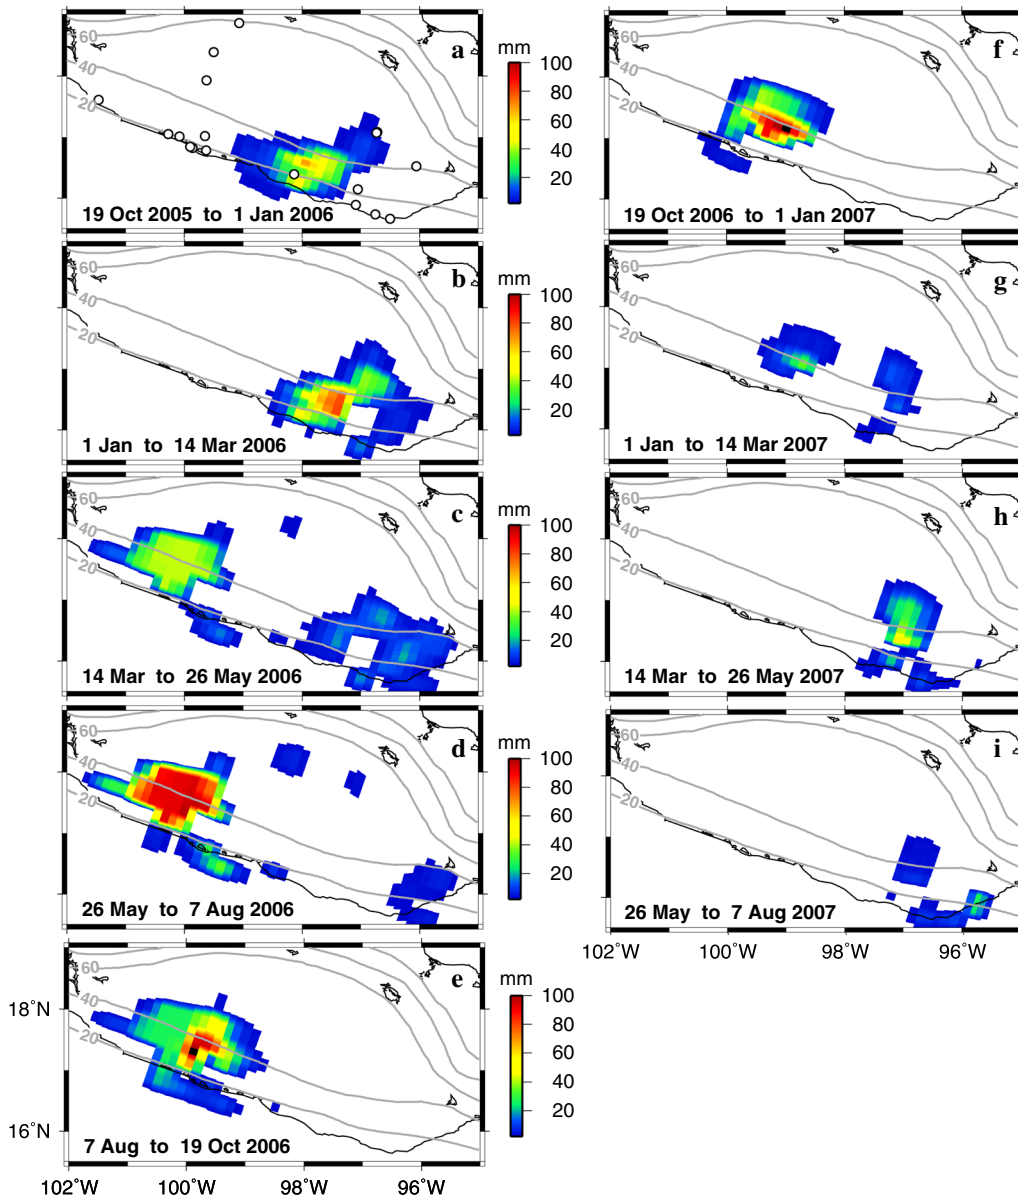 60
40
20
a
19 Oct 2005 to 1 Jan 2006
mm
100
80
60
40
20
60
40
20
b
1 Jan to 14 Mar 2006
mm
100
80
60
40
20
60
40
20
c
14 Mar to 26 May 2006
mm
100
80
60
40
20
60
40
20
d
26 May to 7 Aug 2006
mm
100
80
60
40
20
60
40
20
e
7 Aug to 19 Oct 2006
mm
100
80
60
40
20
18°N
16°N
102°W 100°W 98°W 96°W
60
40
20
f
19 Oct 2006 to 1 Jan 2007
60
40
20
g
1 Jan to 14 Mar 2007
60
40
20
h
14 Mar to 26 May 2007
60
40
20
i
26 May to 7 Aug 2007
102°W 100°W 98°W 96°W